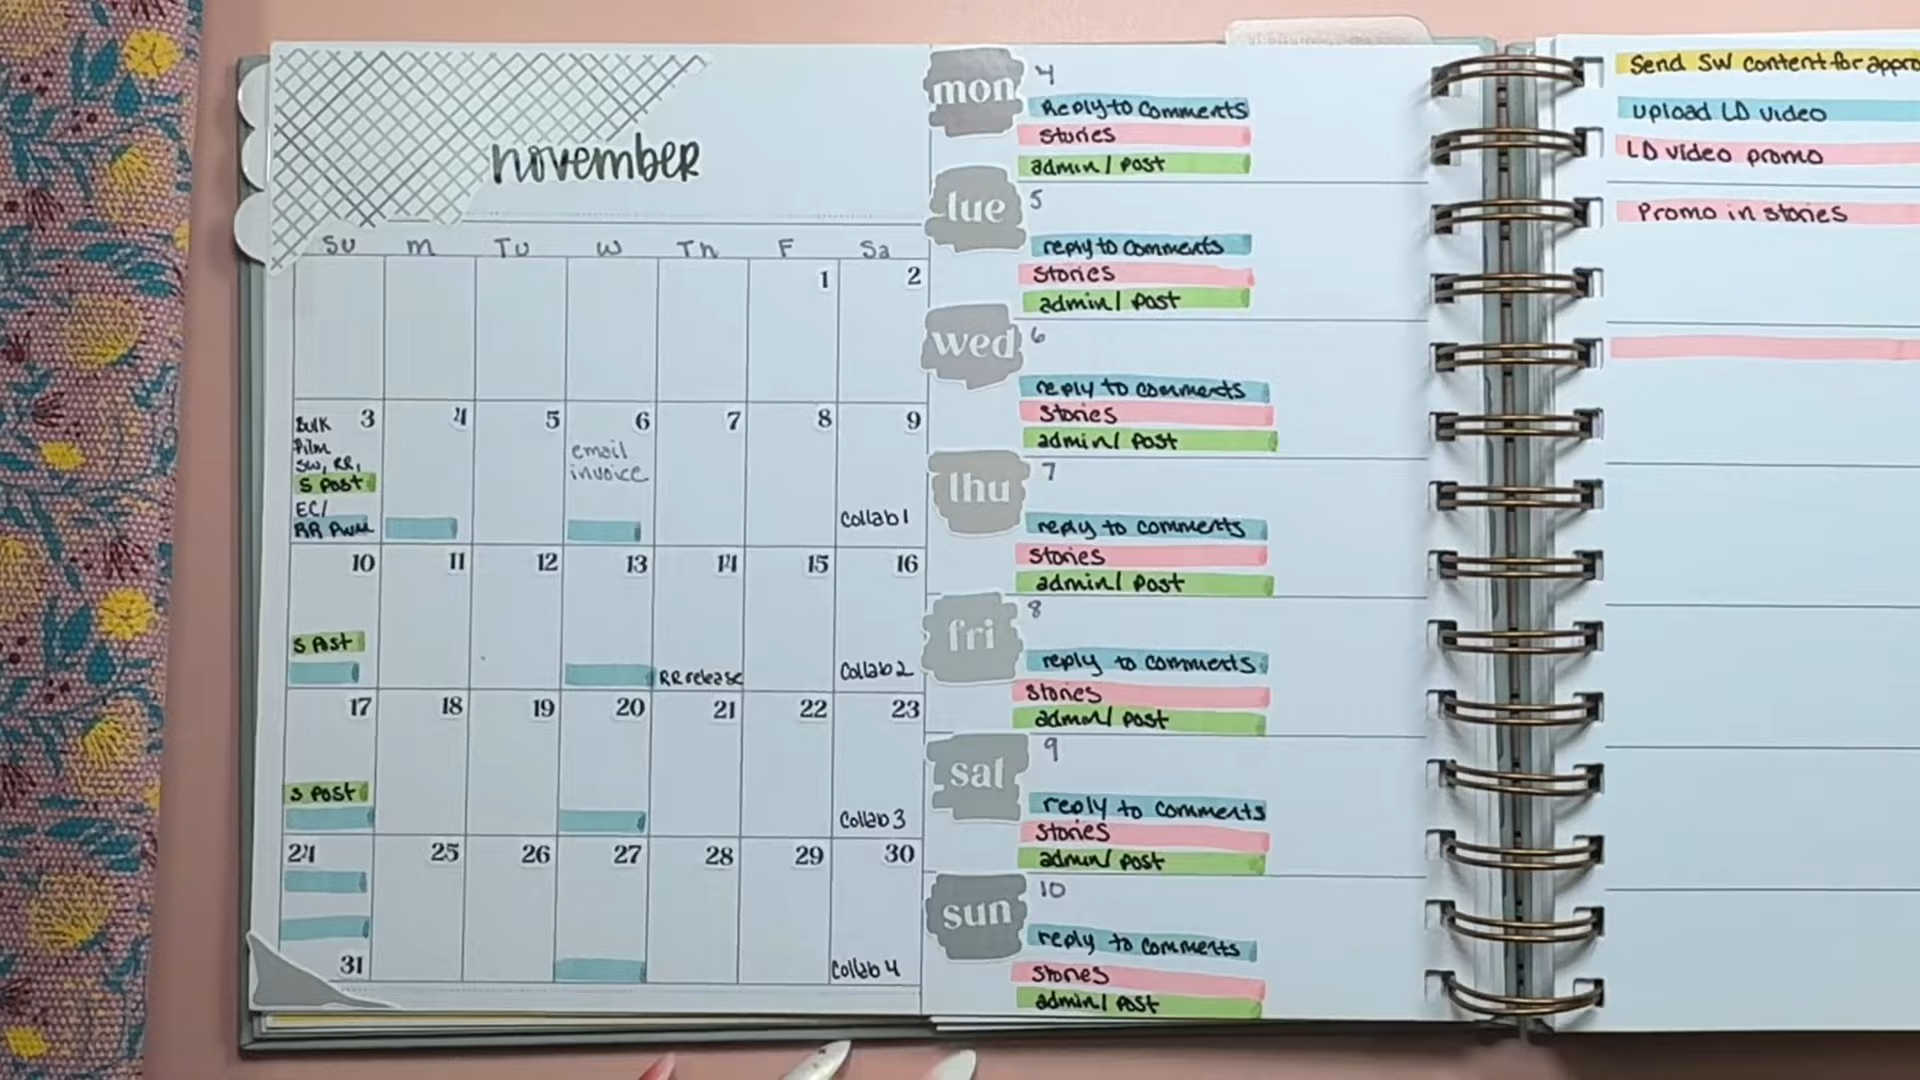 november
Su M Tu W Th F Sa
1 2
3 4 5 6 7 8 9
Bulk
Film
SW, RR,
S Post
EC/
RR
email
invoice
Collab 1
10 11 12 13 14 15 16
S Post
RR release
Collab 2
17 18 19 20 21 22 23
S Post
Collab 3
24 25 26 27 28 29 30
31
Collab 4
mon 4
Reply to Comments
stories
admin / post
tue 5
reply to comments
stories
admin / post
wed 6
reply to comments
stories
admin / post
thu 7
reply to comments
stories
admin / post
fri 8
reply to comments
stories
admin / post
sat 9
reply to comments
stories
admin / post
sun 10
reply to comments
stories
admin / post
Send SW content for appro
upload LD video
LD video promo
Promo in stories